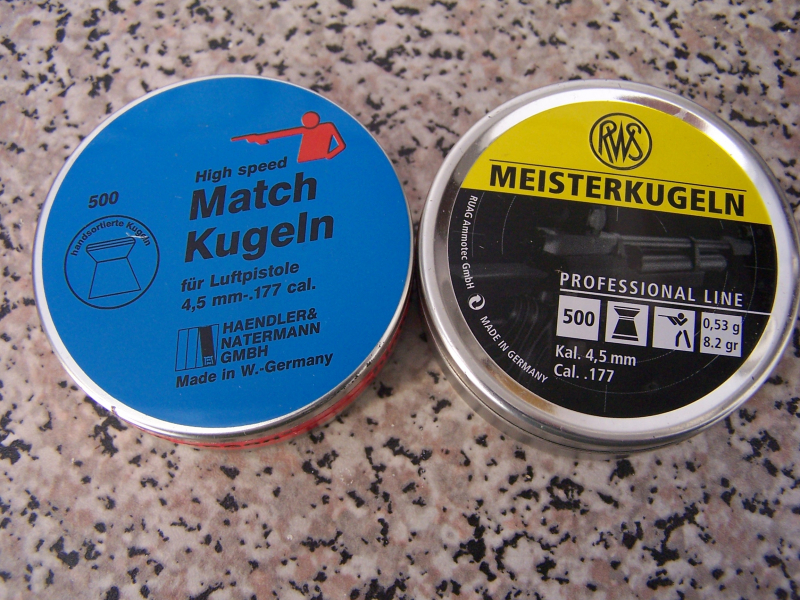 High speed
500
Match
Kugeln
handsortierte Kugeln
für Luftpistole
4,5 mm-.177 cal.
HAENDLER&
NATERMANN
GMBH
Made in W.-Germany
RWS
MEISTERKUGELN
RUAG Ammotec GmbH
MADE IN GERMANY
PROFESSIONAL LINE
500
0,53 g
8.2 gr
Kal. 4,5 mm
Cal. .177